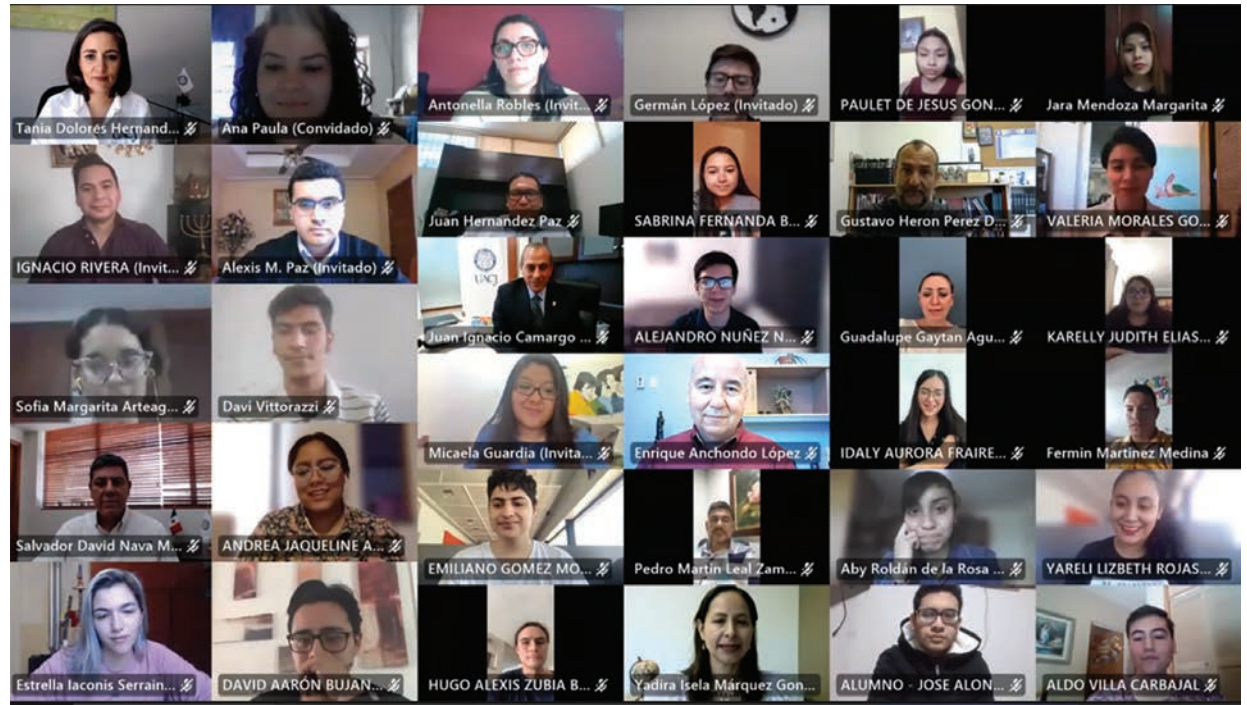 Tania Dolores Hernand...
Ana Paula (Convidado)
Antonella Robles (Invit...
Germán López (Invitado)
PAULET DE JESUS GON...
Jara Mendoza Margarita
IGNACIO RIVERA (Invit...
Alexis M. Paz (Invitado)
Juan Hernandez Paz
SABRINA FERNANDA B...
Gustavo Heron Perez D...
VALERIA MORALES GO...
UACJ
Juan Ignacio Camargo ...
ALEJANDRO NUÑEZ N...
Guadalupe Gaytan Agu...
KARELLY JUDITH ELIAS...
Sofia Margarita Arteag...
Davi Vittorazzi
Micaela Guardia (Invita...
Enrique Anchondo López
IDALY AURORA FRAIRE...
Fermin Martinez Medina
Salvador David Nava M...
ANDREA JAQUELINE A...
EMILIANO GOMEZ MO...
Pedro Martín Leal Zam...
Aby Roldan de la Rosa ...
YARELI LIZBETH ROJAS...
Estrella Iaconis Serrain...
DAVID AARÓN BUJAN...
HUGO ALEXIS ZUBIA B...
Yadira Isela Márquez Gon...
ALUMNO - JOSE ALON...
ALDO VILLA CARBAJAL